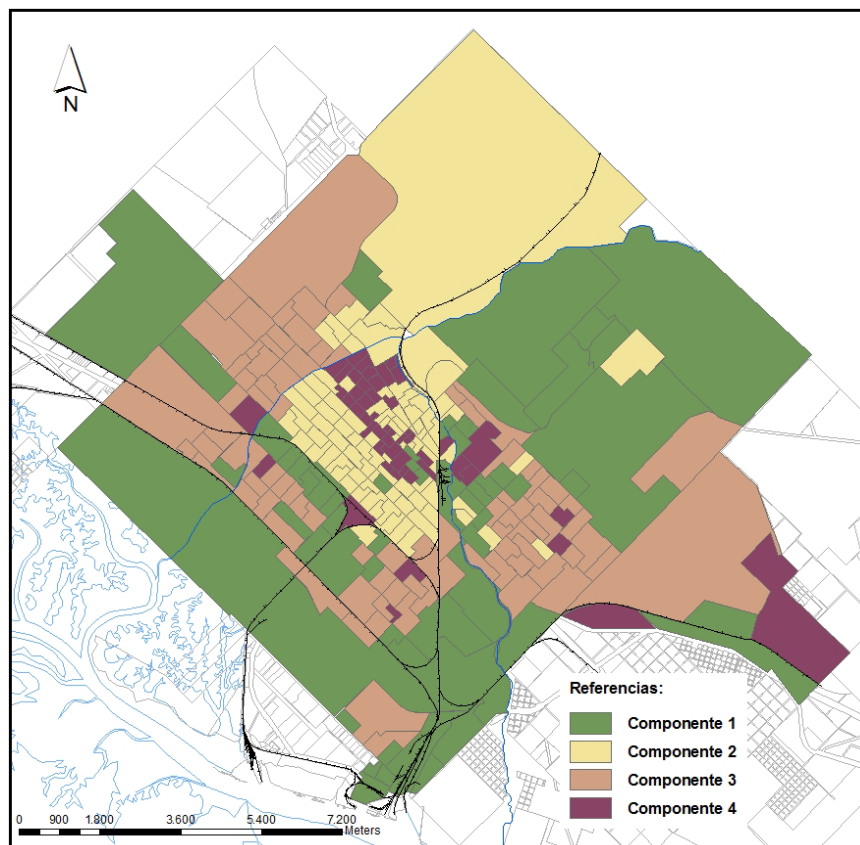 N
Referencias:
Componente 1
Componente 2
Componente 3
Componente 4
0 900 1.800 3.600 5.400 7.200
Meters